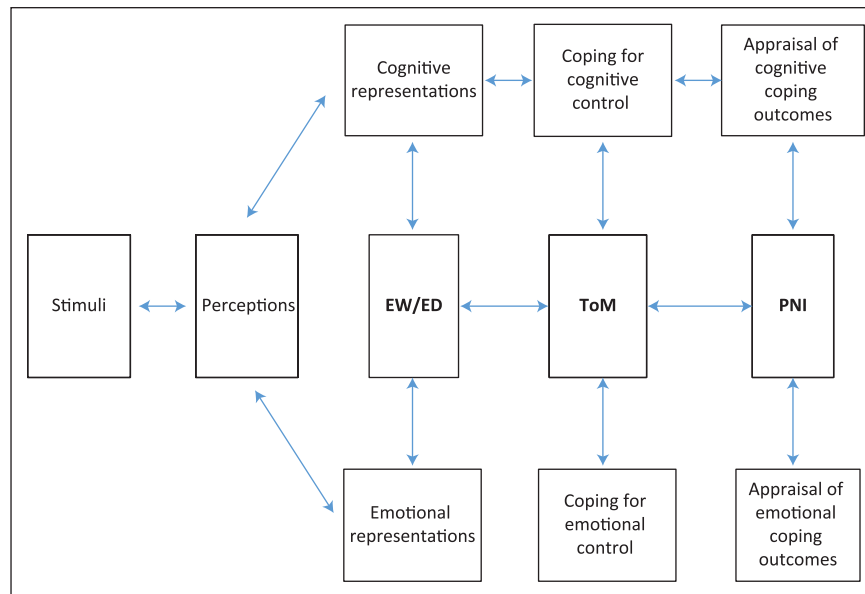 Cognitive
representations
Coping for
cognitive
control
Appraisal of
cognitive
coping
outcomes
Stimuli
Perceptions
EW/ED
ToM
PNI
Emotional
representations
Coping for
emotional
control
Appraisal of
emotional
coping
outcomes